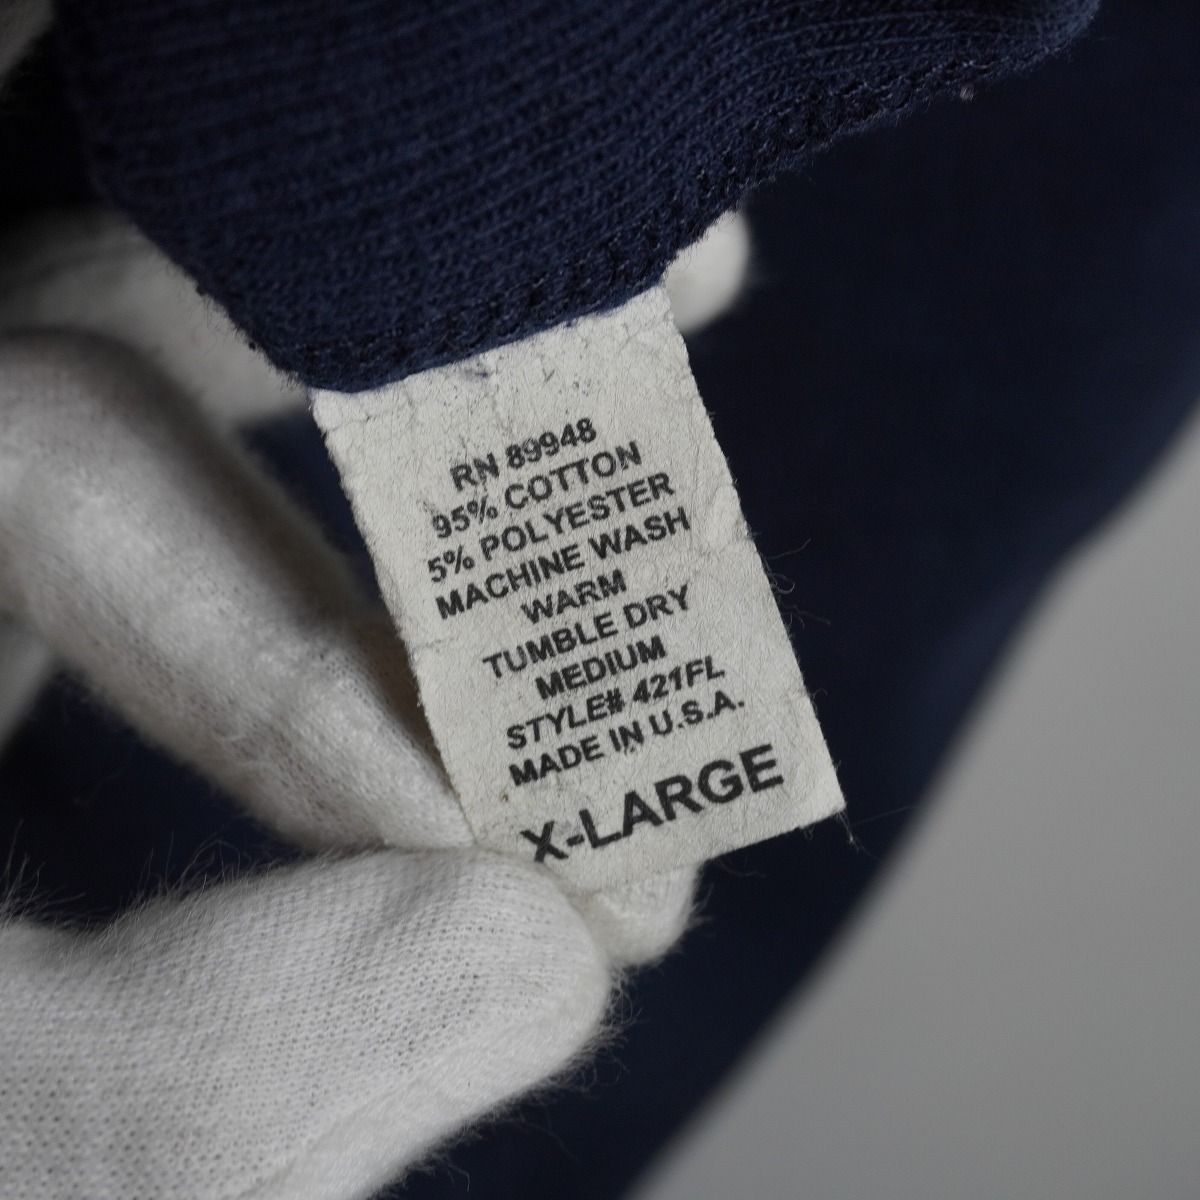 RN 89948
95% COTTON
5% POLYESTER
MACHINE WASH
WARM
TUMBLE DRY
MEDIUM
STYLE# 421FL
MADE IN U.S.A.
X-LARGE